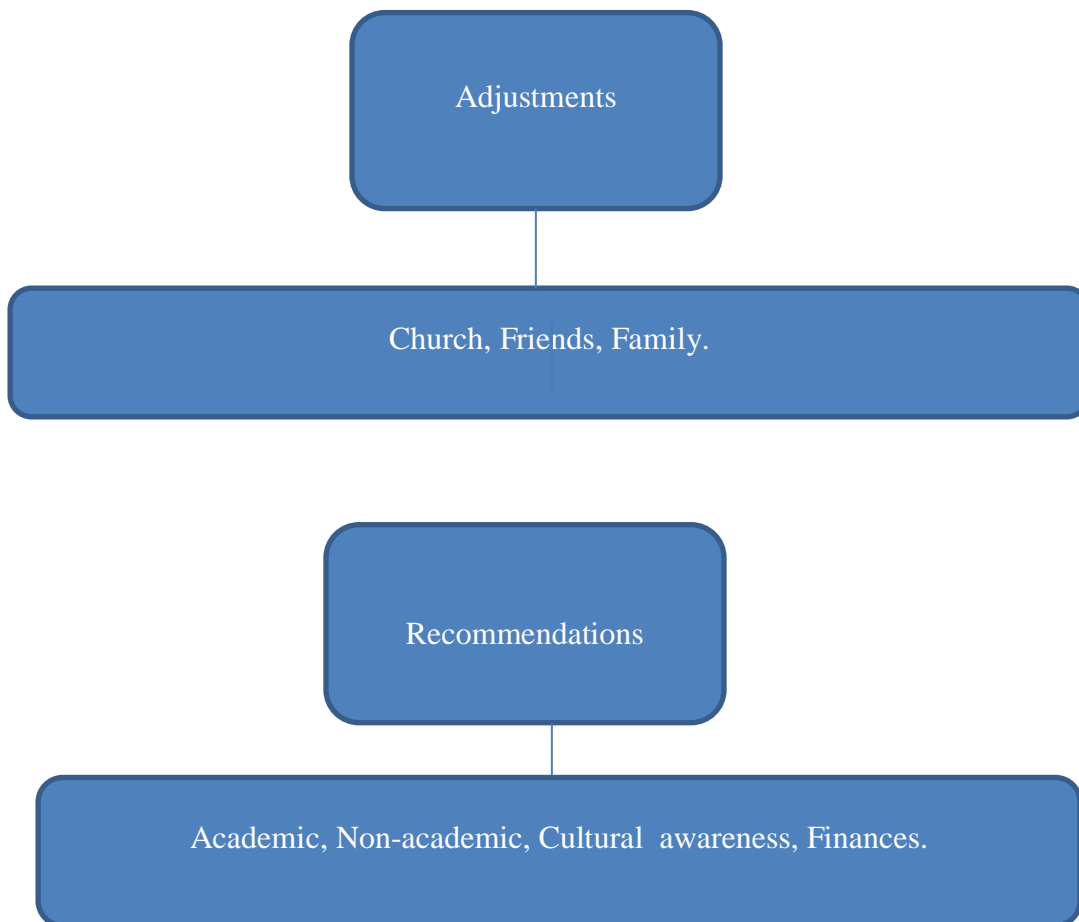 Adjustments
Church, Friends, Family.
Recommendations
Academic, Non-academic, Cultural  awareness, Finances.